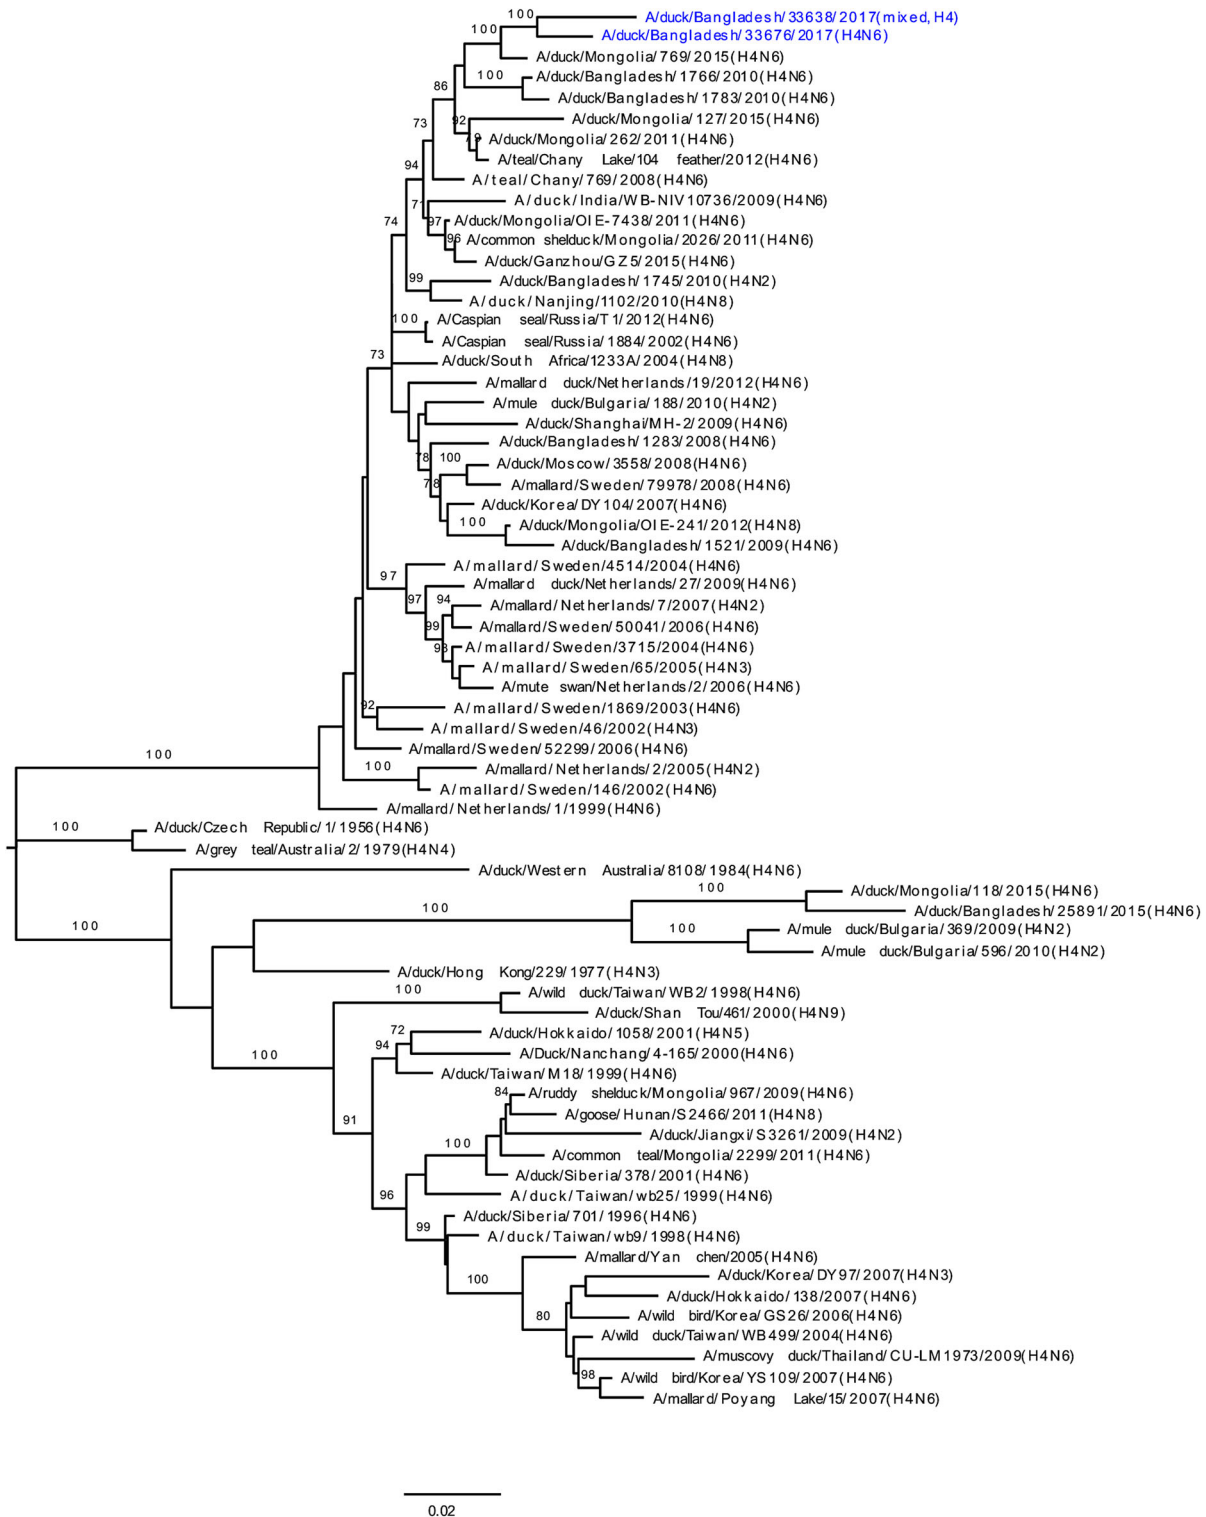 100
A/duck/Bangladesh/33638/2017(mixed, H4)
100
A/duck/Bangladesh/33676/2017(H4N6)
A/duck/Mongolia/769/2015(H4N6)
100
A/duck/Bangladesh/1766/2010(H4N6)
86
A/duck/Bangladesh/1783/2010(H4N6)
92
A/duck/Mongolia/127/2015(H4N6)
73
79
A/duck/Mongolia/262/2011(H4N6)
A/teal/Chany Lake/104 feather/2012(H4N6)
94
A/teal/Chany/769/2008(H4N6)
71
A/duck/India/WB-NIV10736/2009(H4N6)
74
97
A/duck/Mongolia/OIE-7438/2011(H4N6)
96
A/common shelduck/Mongolia/2026/2011(H4N6)
A/duck/Ganzhou/GZ5/2015(H4N6)
99
A/duck/Bangladesh/1745/2010(H4N2)
A/duck/Nanjing/1102/2010(H4N8)
100
A/Caspian seal/Russia/T1/2012(H4N6)
A/Caspian seal/Russia/1884/2002(H4N6)
73
A/duck/South Africa/1233A/2004(H4N8)
A/mallard duck/Netherlands/19/2012(H4N6)
A/mule duck/Bulgaria/188/2010(H4N2)
A/duck/Shanghai/MH-2/2009(H4N6)
A/duck/Bangladesh/1283/2008(H4N6)
78
100
A/duck/Moscow/3558/2008(H4N6)
78
A/mallard/Sweden/79978/2008(H4N6)
A/duck/Korea/DY104/2007(H4N6)
100
A/duck/Mongolia/OIE-241/2012(H4N8)
A/duck/Bangladesh/1521/2009(H4N6)
A/mallard/Sweden/4514/2004(H4N6)
97
A/mallard duck/Netherlands/27/2009(H4N6)
97
94
A/mallard/Netherlands/7/2007(H4N2)
99
A/mallard/Sweden/50041/2006(H4N6)
93
A/mallard/Sweden/3715/2004(H4N6)
A/mallard/Sweden/65/2005(H4N3)
A/mute swan/Netherlands/2/2006(H4N6)
92
A/mallard/Sweden/1869/2003(H4N6)
A/mallard/Sweden/46/2002(H4N3)
A/mallard/Sweden/52299/2006(H4N6)
100
100
A/mallard/Netherlands/2/2005(H4N2)
A/mallard/Sweden/146/2002(H4N6)
A/mallard/Netherlands/1/1999(H4N6)
100
A/duck/Czech Republic/1/1956(H4N6)
A/grey teal/Australia/2/1979(H4N4)
A/duck/Western Australia/8108/1984(H4N6)
100
A/duck/Mongolia/118/2015(H4N6)
100
A/duck/Bangladesh/25891/2015(H4N6)
100
100
A/mule duck/Bulgaria/369/2009(H4N2)
A/mule duck/Bulgaria/596/2010(H4N2)
A/duck/Hong Kong/229/1977(H4N3)
100
A/wild duck/Taiwan/WB2/1998(H4N6)
A/duck/Shan Tou/461/2000(H4N9)
72
A/duck/Hokkaido/1058/2001(H4N5)
94
100
A/Duck/Nanchang/4-165/2000(H4N6)
A/duck/Taiwan/M18/1999(H4N6)
84
A/ruddy shelduck/Mongolia/967/2009(H4N6)
A/goose/Hunan/S2466/2011(H4N8)
91
A/duck/Jiangxi/S3261/2009(H4N2)
100
A/common teal/Mongolia/2299/2011(H4N6)
A/duck/Siberia/378/2001(H4N6)
96
A/duck/Taiwan/wb25/1999(H4N6)
A/duck/Siberia/701/1996(H4N6)
99
A/duck/Taiwan/wb9/1998(H4N6)
A/mallard/Yan chen/2005(H4N6)
100
A/duck/Korea/DY97/2007(H4N3)
A/duck/Hokkaido/138/2007(H4N6)
80
A/wild bird/Korea/GS26/2006(H4N6)
A/wild duck/Taiwan/WB499/2004(H4N6)
A/muscovy duck/Thailand/CU-LM1973/2009(H4N6)
98
A/wild bird/Korea/YS109/2007(H4N6)
A/mallard/Poyang Lake/15/2007(H4N6)
0.02